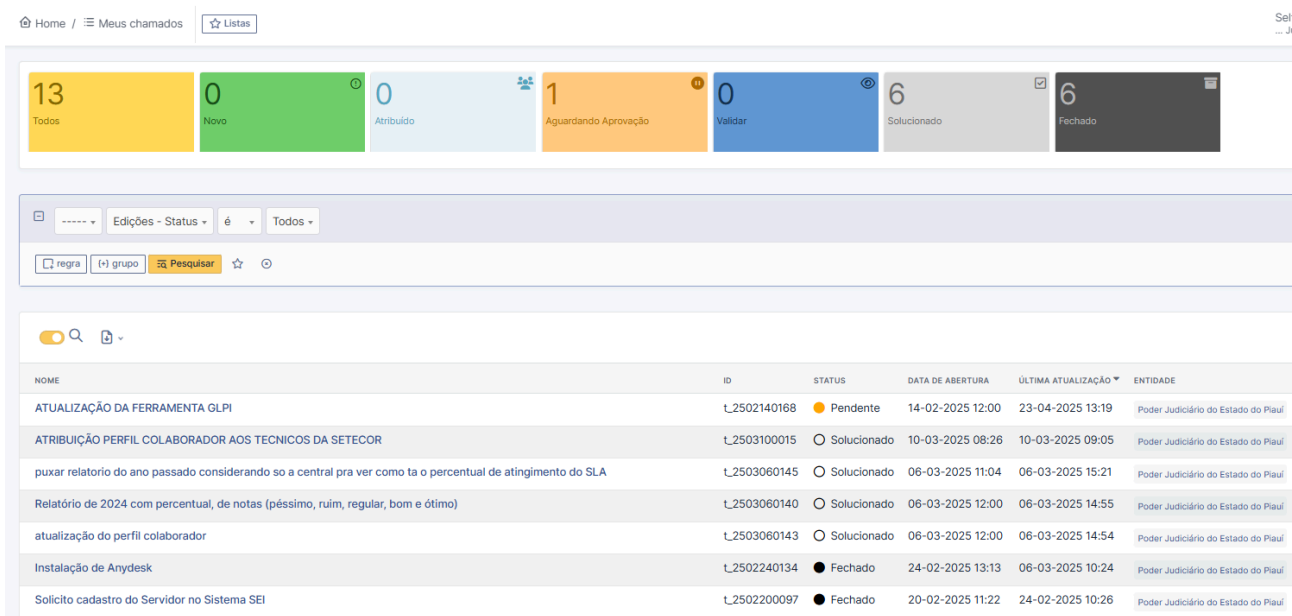 Home / Meus chamados Listas
13 0 0 1 0 6 6
Todos Novo Atribuído Aguardando Aprovação Validar Solucionado Fechado
----- Edições - Status é Todos
regra (+) grupo Pesquisar
NOME ID STATUS DATA DE ABERTURA ÚLTIMA ATUALIZAÇÃO ENTIDADE
ATUALIZAÇÃO DA FERRAMENTA GLPI t_2502140168 Pendente 14-02-2025 12:00 23-04-2025 13:19 Poder Judiciário do Estado do Piauí
ATRIBUIÇÃO PERFIL COLABORADOR AOS TECNICOS DA SETECOR t_2503100015 Solucionado 10-03-2025 08:26 10-03-2025 09:05 Poder Judiciário do Estado do Piauí
puxar relatorio do ano passado considerando so a central pra ver como ta o percentual de atingimento do SLA t_2503060145 Solucionado 06-03-2025 11:04 06-03-2025 15:21 Poder Judiciário do Estado do Piauí
Relatório de 2024 com percentual, de notas (péssimo, ruim, regular, bom e ótimo) t_2503060140 Solucionado 06-03-2025 12:00 06-03-2025 14:55 Poder Judiciário do Estado do Piauí
atualização do perfil colaborador t_2503060143 Solucionado 06-03-2025 12:00 06-03-2025 14:54 Poder Judiciário do Estado do Piauí
Instalação de Anydesk t_2502240134 Fechado 24-02-2025 13:13 06-03-2025 10:24 Poder Judiciário do Estado do Piauí
Solicito cadastro do Servidor no Sistema SEI t_2502200097 Fechado 20-02-2025 11:22 24-02-2025 10:26 Poder Judiciário do Estado do Piauí